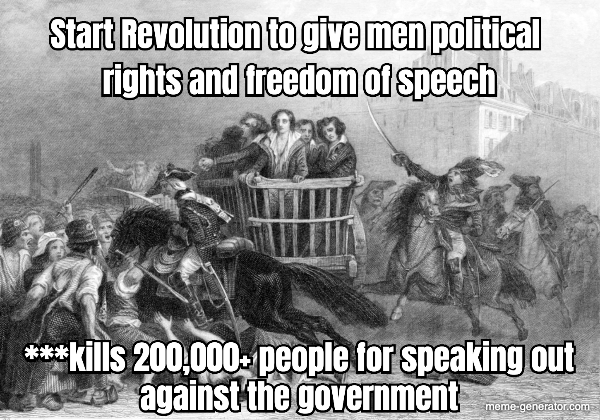 Start Revolution to give men political
rights and freedom of speech
***kills 200,000+ people for speaking out
against the government
meme-generator.com